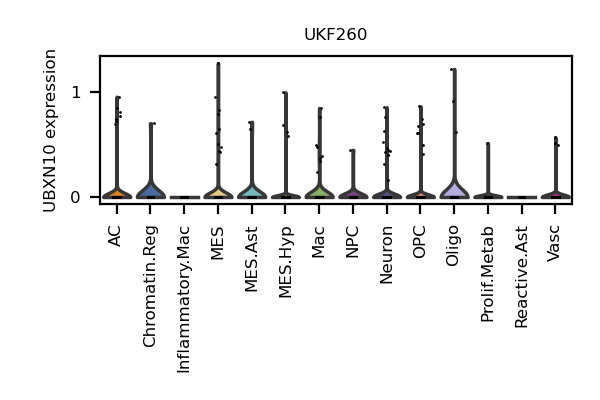 UKF260
UBXN10 expression
1
0
AC
Chromatin.Reg
Inflammatory.Mac
MES
MES.Ast
MES.Hyp
Mac
NPC
Neuron
OPC
Oligo
Prolif.Metab
Reactive.Ast
Vasc